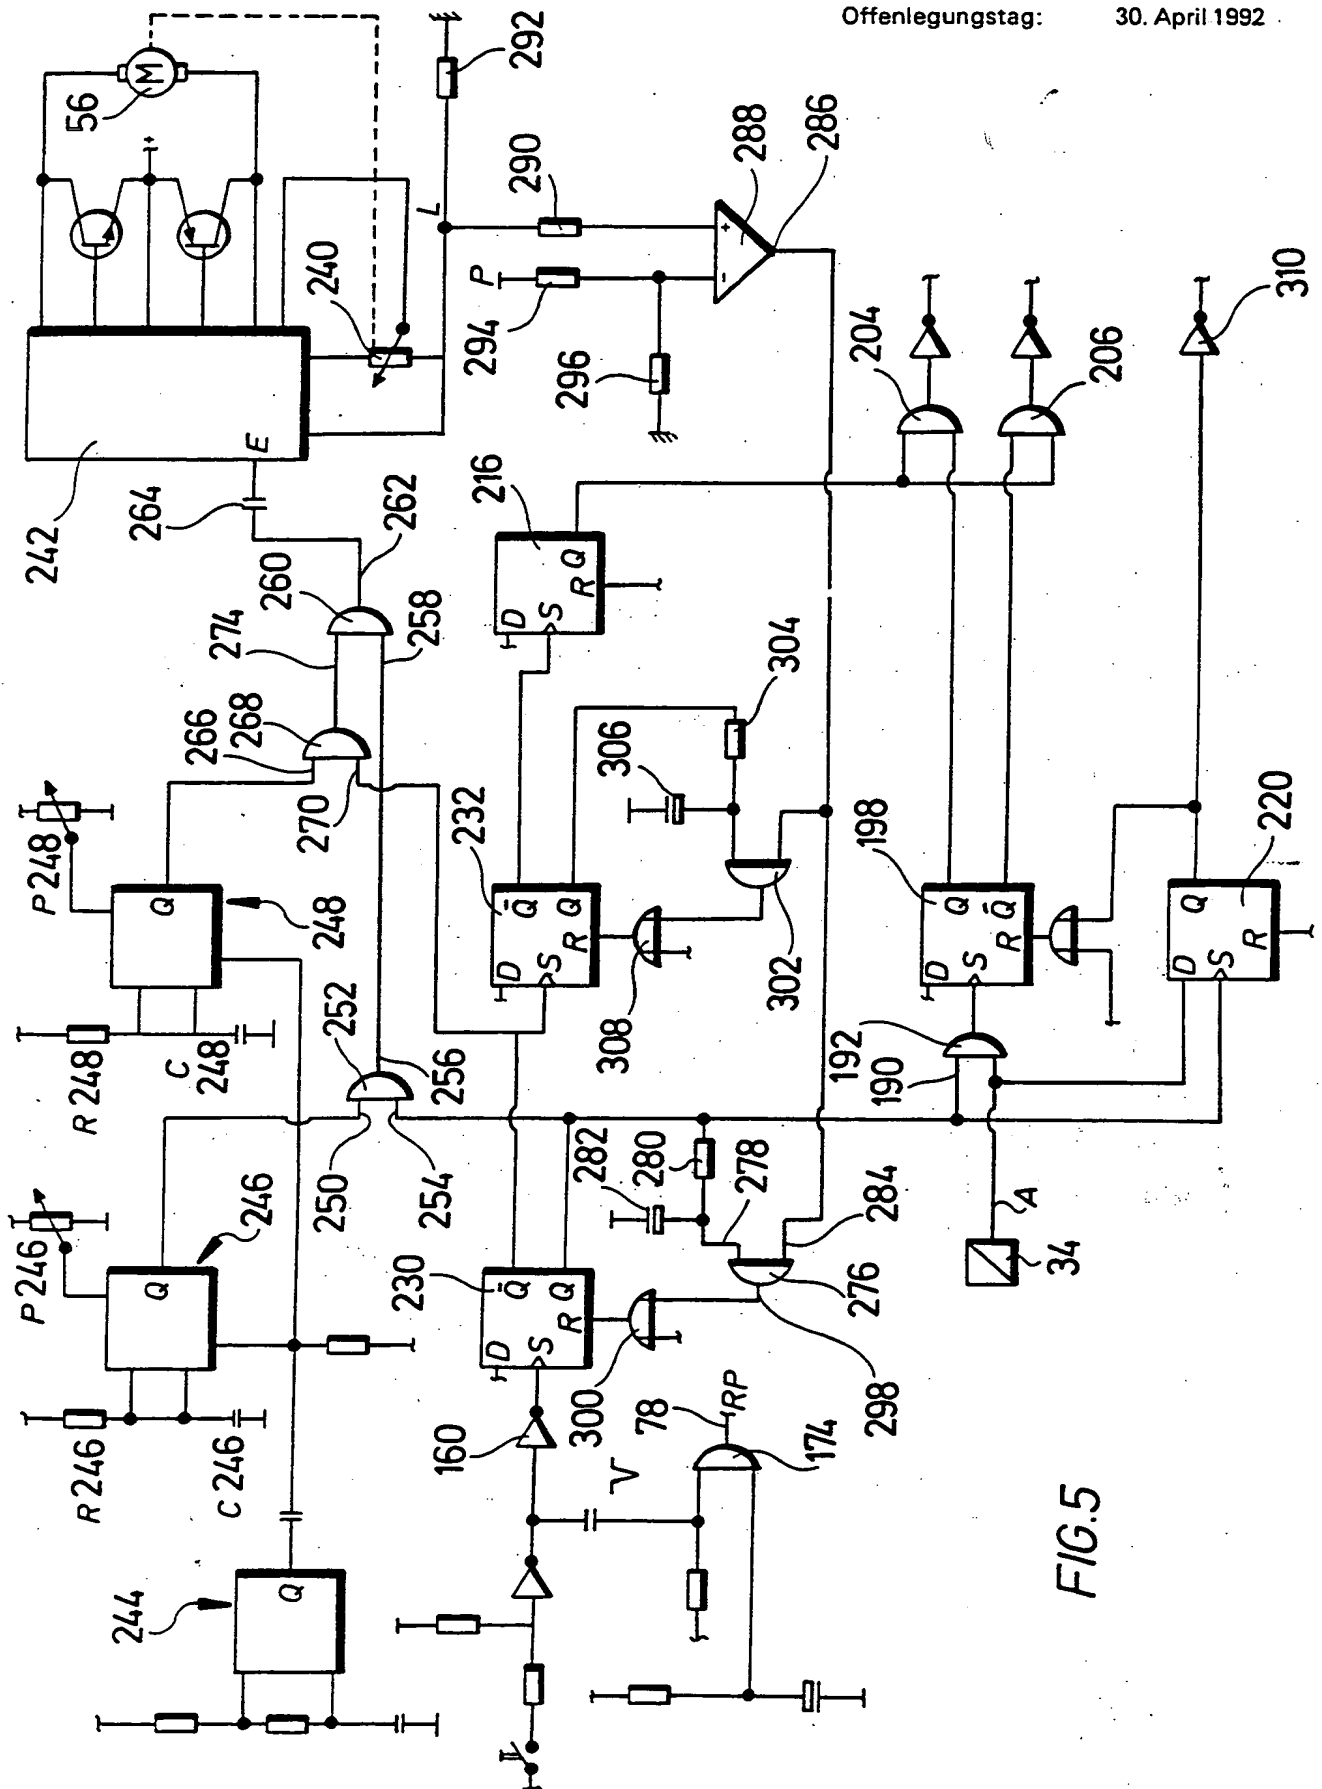 Offenlegungstag: 30. April 1992
56
M
+
292
L
290
288
286
P
294
240
296
242
E
264
262
260
274
258
266
268
270
P248
Q
248
R248
C
248
252
256
250
254
P246
Q
246
R246
C246
244
Q
216
D
S
Q
R
204
206
310
232
D
S
Q̄
Q
R
306
304
302
308
198
D
S
Q
Q̄
R
220
D
S
Q
R
192
190
A
34
282
280
278
284
276
298
300
230
D
S
Q̄
Q
R
160
V
78
RP
174
FIG.5